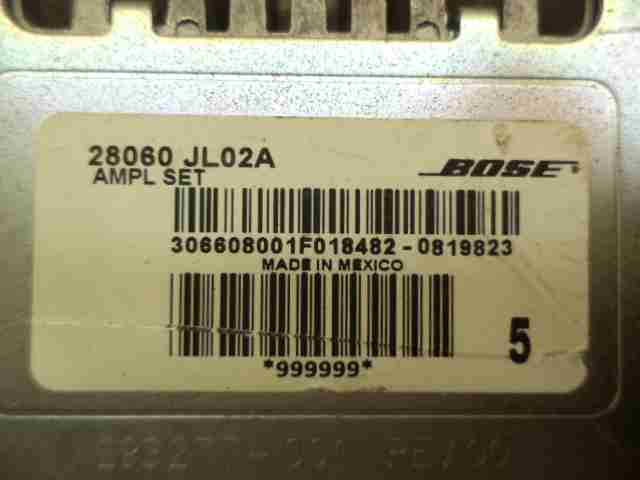 28060 JL02A
BOSE®
AMPL SET
306608001F018482-0819823
MADE IN MEXICO
5
*999999*